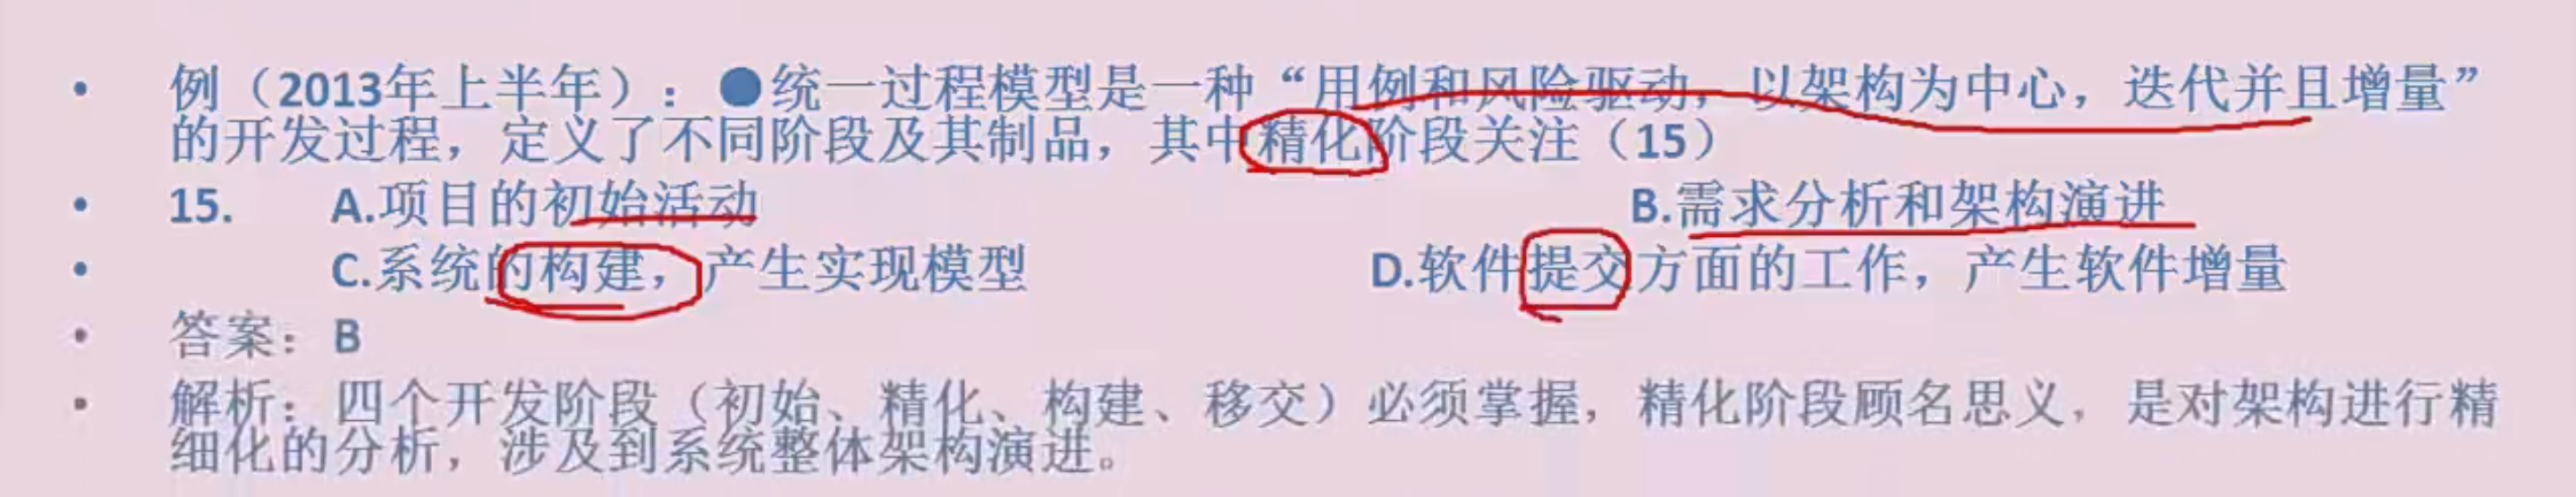 • 例（2013年上半年）：●统一过程模型是一种“用例和风险驱动，以架构为中心，迭代并且增量”
的开发过程，定义了不同阶段及其制品，其中精化阶段关注（15）
• 15. A.项目的初始活动 B.需求分析和架构演进
• C.系统的构建，产生实现模型 D.软件提交方面的工作，产生软件增量
• 答案：B
• 解析：四个开发阶段（初始、精化、构建、移交）必须掌握，精化阶段顾名思义，是对架构进行精
细化的分析，涉及到系统整体架构演进。